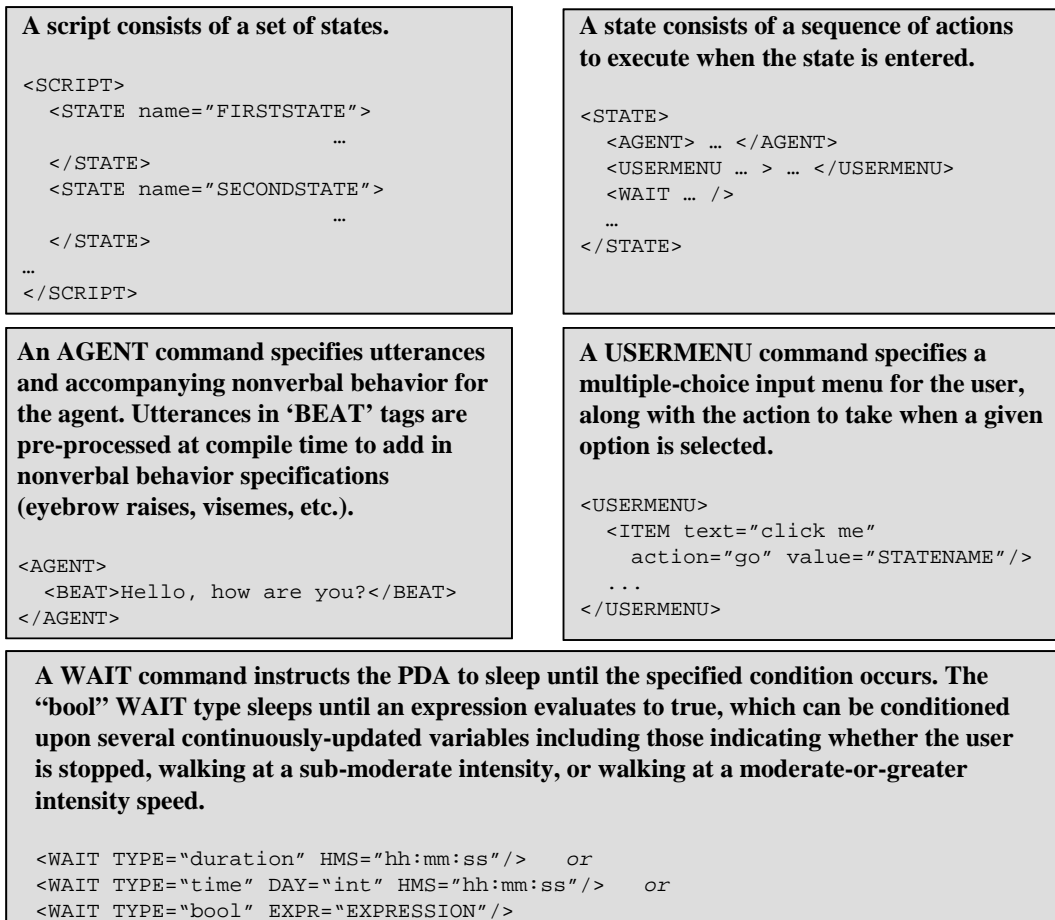 A script consists of a set of states.
<SCRIPT>
<STATE name=”FIRSTSTATE”>
…
</STATE>
<STATE name=”SECONDSTATE”>
…
</STATE>
…
</SCRIPT>
A state consists of a sequence of actions
to execute when the state is entered.
<STATE>
<AGENT> … </AGENT>
<USERMENU … > … </USERMENU>
<WAIT … />
…
</STATE>
An AGENT command specifies utterances
and accompanying nonverbal behavior for
the agent. Utterances in ‘BEAT’ tags are
pre-processed at compile time to add in
nonverbal behavior specifications
(eyebrow raises, visemes, etc.).
<AGENT>
<BEAT>Hello, how are you?</BEAT>
</AGENT>
A USERMENU command specifies a
multiple-choice input menu for the user,
along with the action to take when a given
option is selected.
<USERMENU>
<ITEM text=”click me”
action=”go” value=”STATENAME”/>
...
</USERMENU>
A WAIT command instructs the PDA to sleep until the specified condition occurs. The
“bool” WAIT type sleeps until an expression evaluates to true, which can be conditioned
upon several continuously-updated variables including those indicating whether the user
is stopped, walking at a sub-moderate intensity, or walking at a moderate-or-greater
intensity speed.
<WAIT TYPE=“duration” HMS=”hh:mm:ss”/> or
<WAIT TYPE=“time” DAY=“int” HMS=”hh:mm:ss”/> or
<WAIT TYPE=“bool” EXPR=“EXPRESSION”/>